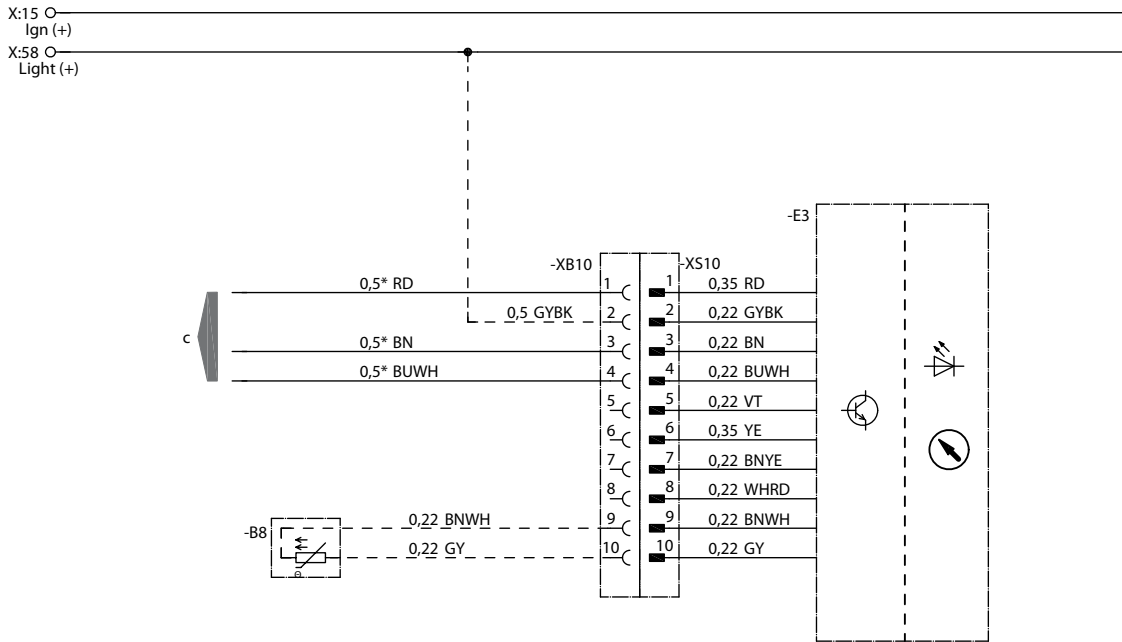 X:15
Ign (+)
X:58
Light (+)
-E3
-XB10
-XS10
0,5* RD
1
1
0,35 RD
0,5 GYBK
2
2
0,22 GYBK
c
0,5* BN
3
3
0,22 BN
0,5* BUWH
4
4
0,22 BUWH
5
5
0,22 VT
6
6
0,35 YE
7
7
0,22 BNYE
8
8
0,22 WHRD
-B8
0,22 BNWH
9
9
0,22 BNWH
0,22 GY
10
10
0,22 GY
Θ